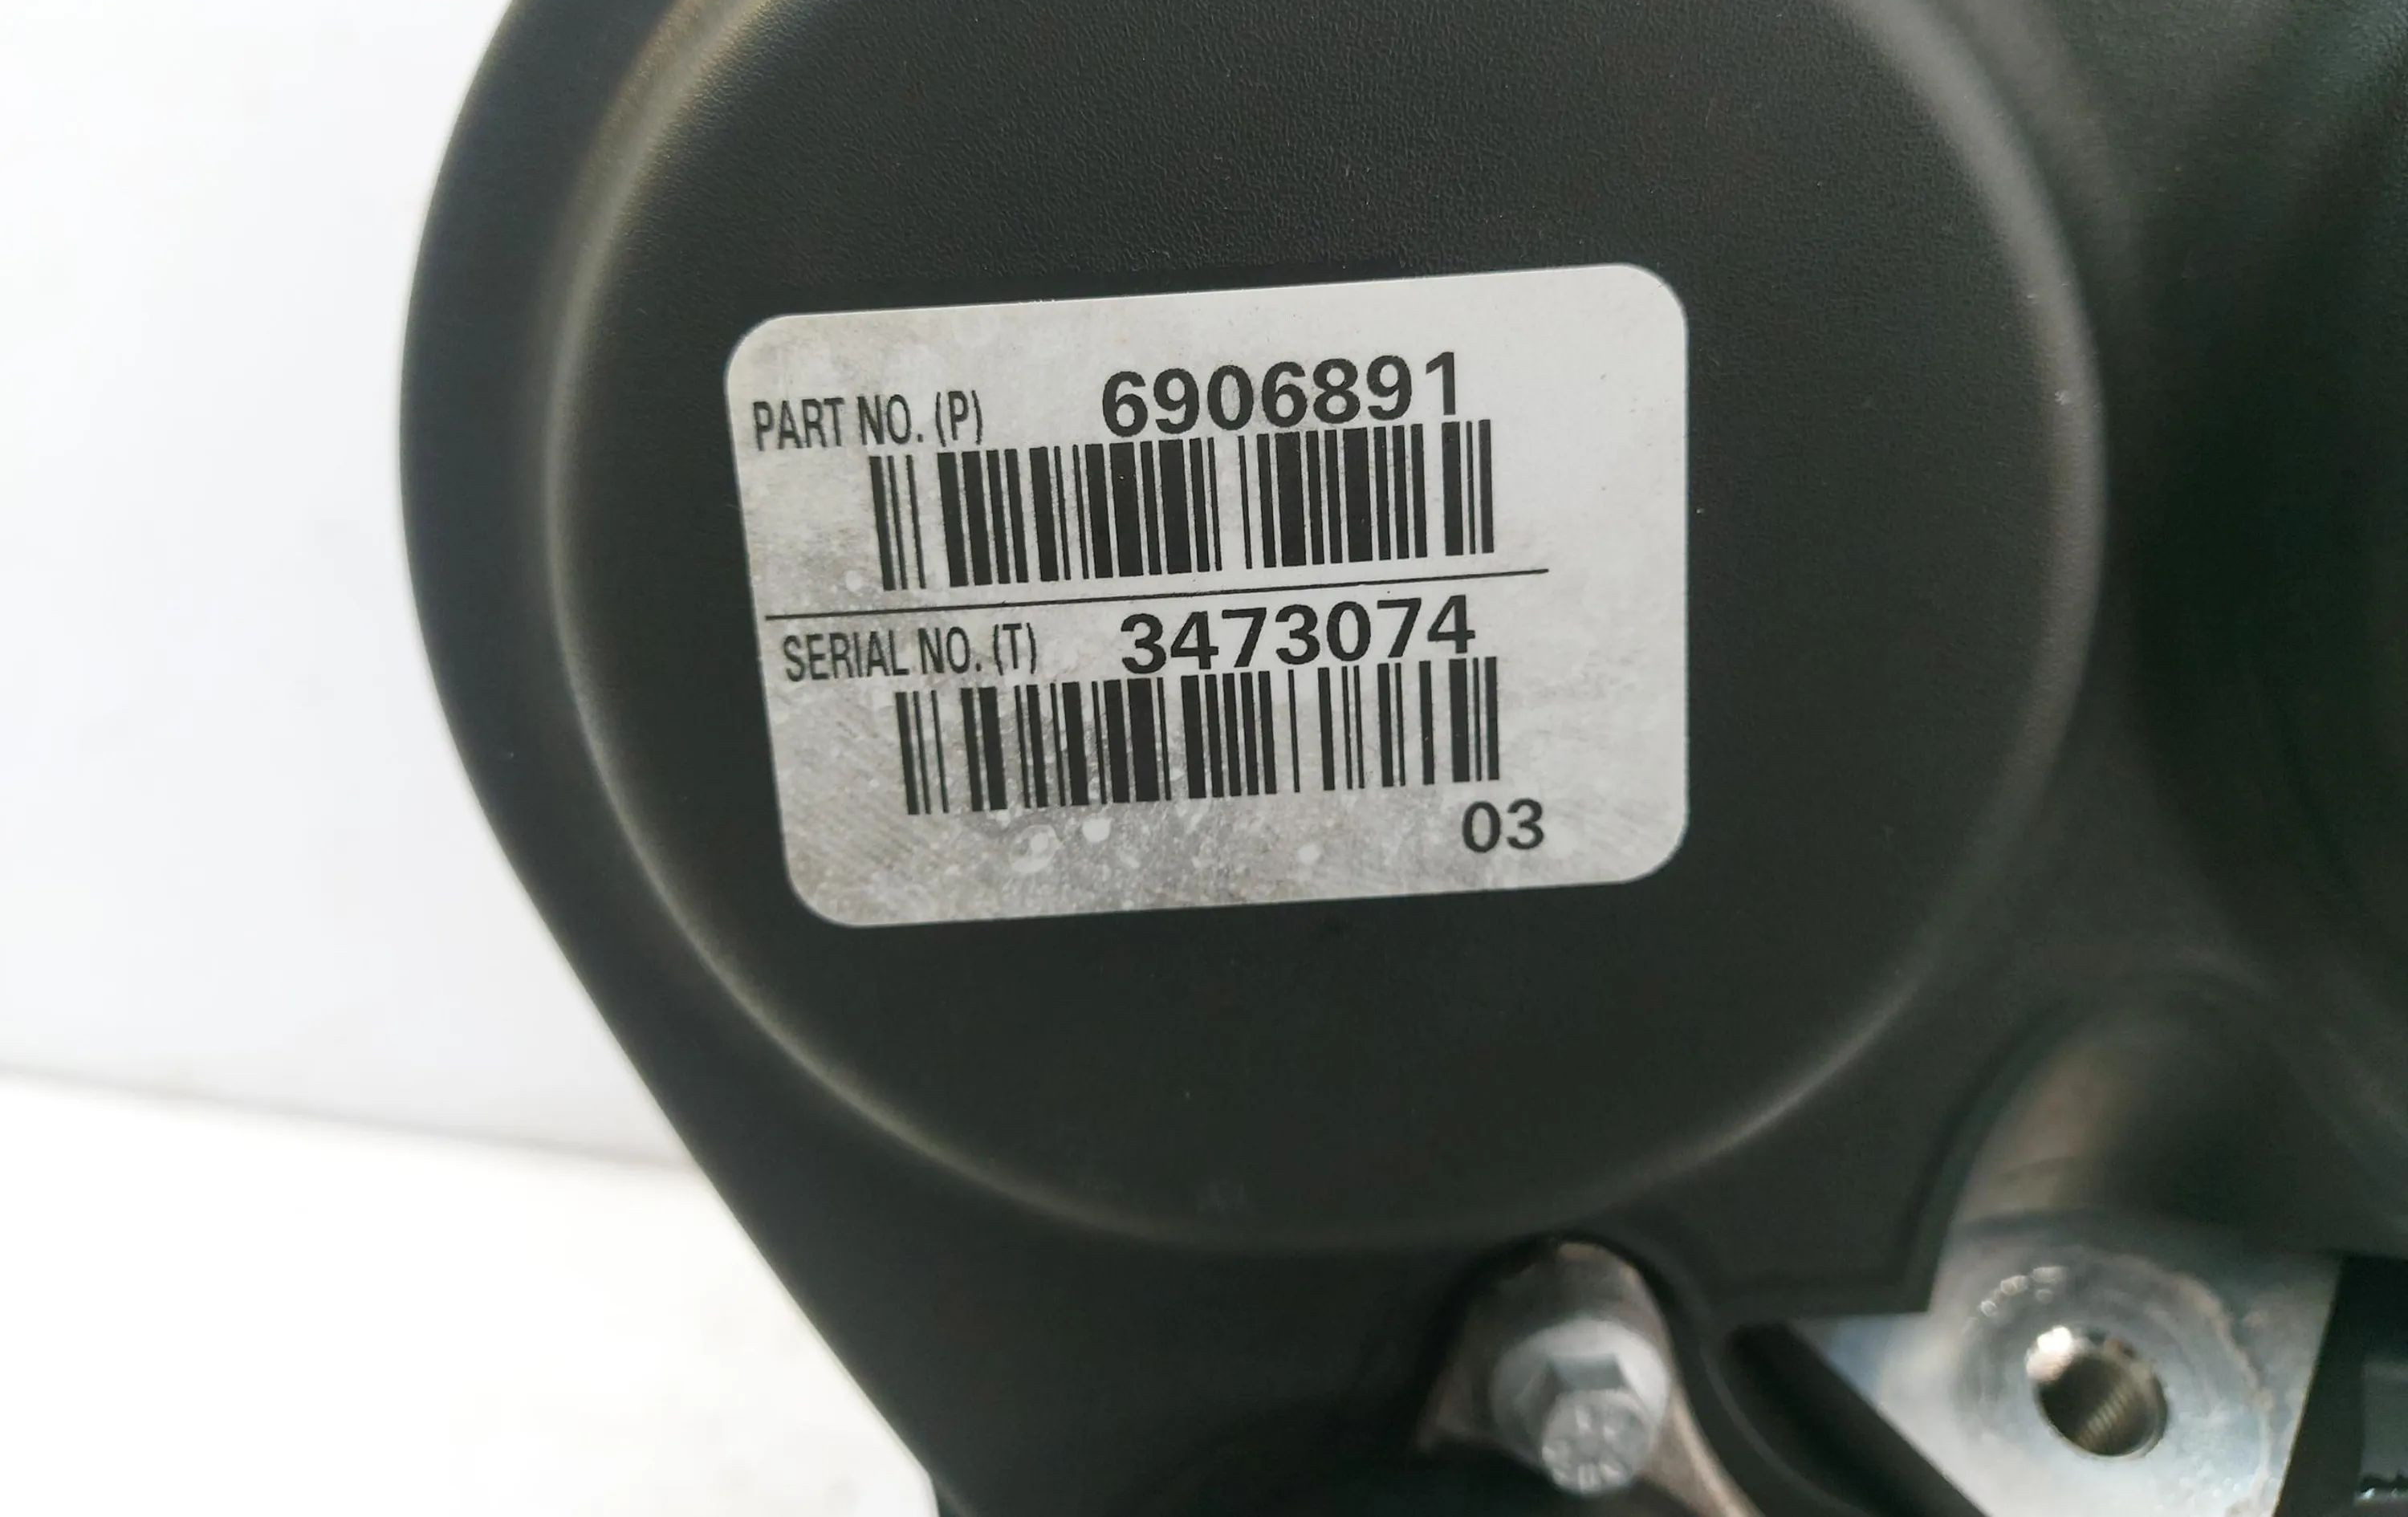 PART NO. (P) 6906891
SERIAL NO. (T) 3473074
03